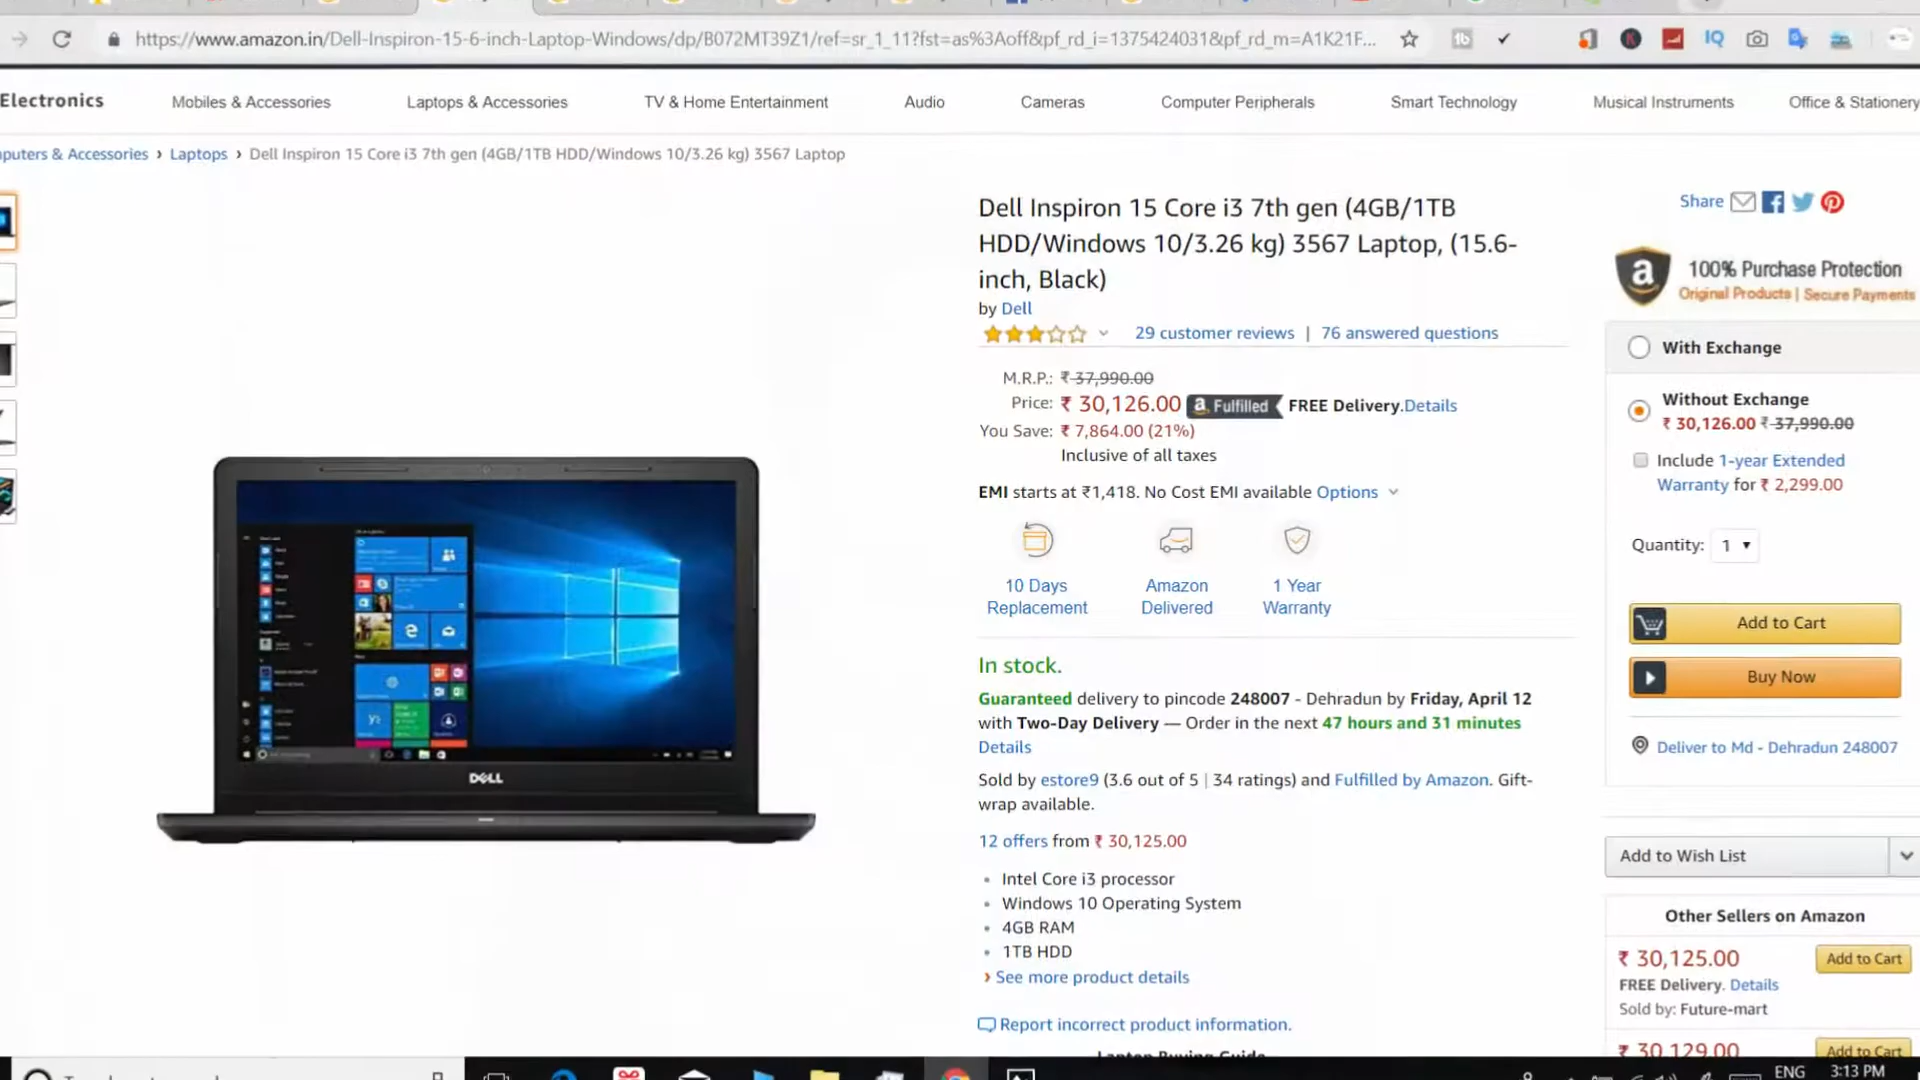 https://www.amazon.in/Dell-Inspiron-15-6-inch-Laptop-Windows/dp/B072MT39Z1/ref=sr_1_11?fst=as%3Aoff&pf_rd_i=1375424031&pf_rd_m=A1K21F...
Electronics Mobiles & Accessories Laptops & Accessories TV & Home Entertainment Audio Cameras Computer Peripherals Smart Technology Musical Instruments Office & Stationery
puters & Accessories › Laptops › Dell Inspiron 15 Core i3 7th gen (4GB/1TB HDD/Windows 10/3.26 kg) 3567 Laptop
DELL
Dell Inspiron 15 Core i3 7th gen (4GB/1TB
HDD/Windows 10/3.26 kg) 3567 Laptop, (15.6-
inch, Black)
by Dell
29 customer reviews | 76 answered questions
M.R.P.: ₹ 37,990.00
Price: ₹ 30,126.00 a Fulfilled FREE Delivery.Details
You Save: ₹ 7,864.00 (21%)
Inclusive of all taxes
EMI starts at ₹1,418. No Cost EMI available Options
10 Days
Replacement
Amazon
Delivered
1 Year
Warranty
In stock.
Guaranteed delivery to pincode 248007 - Dehradun by Friday, April 12
with Two-Day Delivery — Order in the next 47 hours and 31 minutes
Details
Sold by estore9 (3.6 out of 5 | 34 ratings) and Fulfilled by Amazon. Gift-
wrap available.
12 offers from ₹ 30,125.00
• Intel Core i3 processor
• Windows 10 Operating System
• 4GB RAM
• 1TB HDD
› See more product details
Report incorrect product information.
Laptop Buying Guide
Share
a 100% Purchase Protection
Original Products | Secure Payments
With Exchange
Without Exchange
₹ 30,126.00 ₹ 37,990.00
Include 1-year Extended
Warranty for ₹ 2,299.00
Quantity: 1
Add to Cart
Buy Now
Deliver to Md - Dehradun 248007
Add to Wish List
Other Sellers on Amazon
₹ 30,125.00 Add to Cart
FREE Delivery. Details
Sold by: Future-mart
₹ 30,129.00 Add to Cart
ENG 3:13 PM